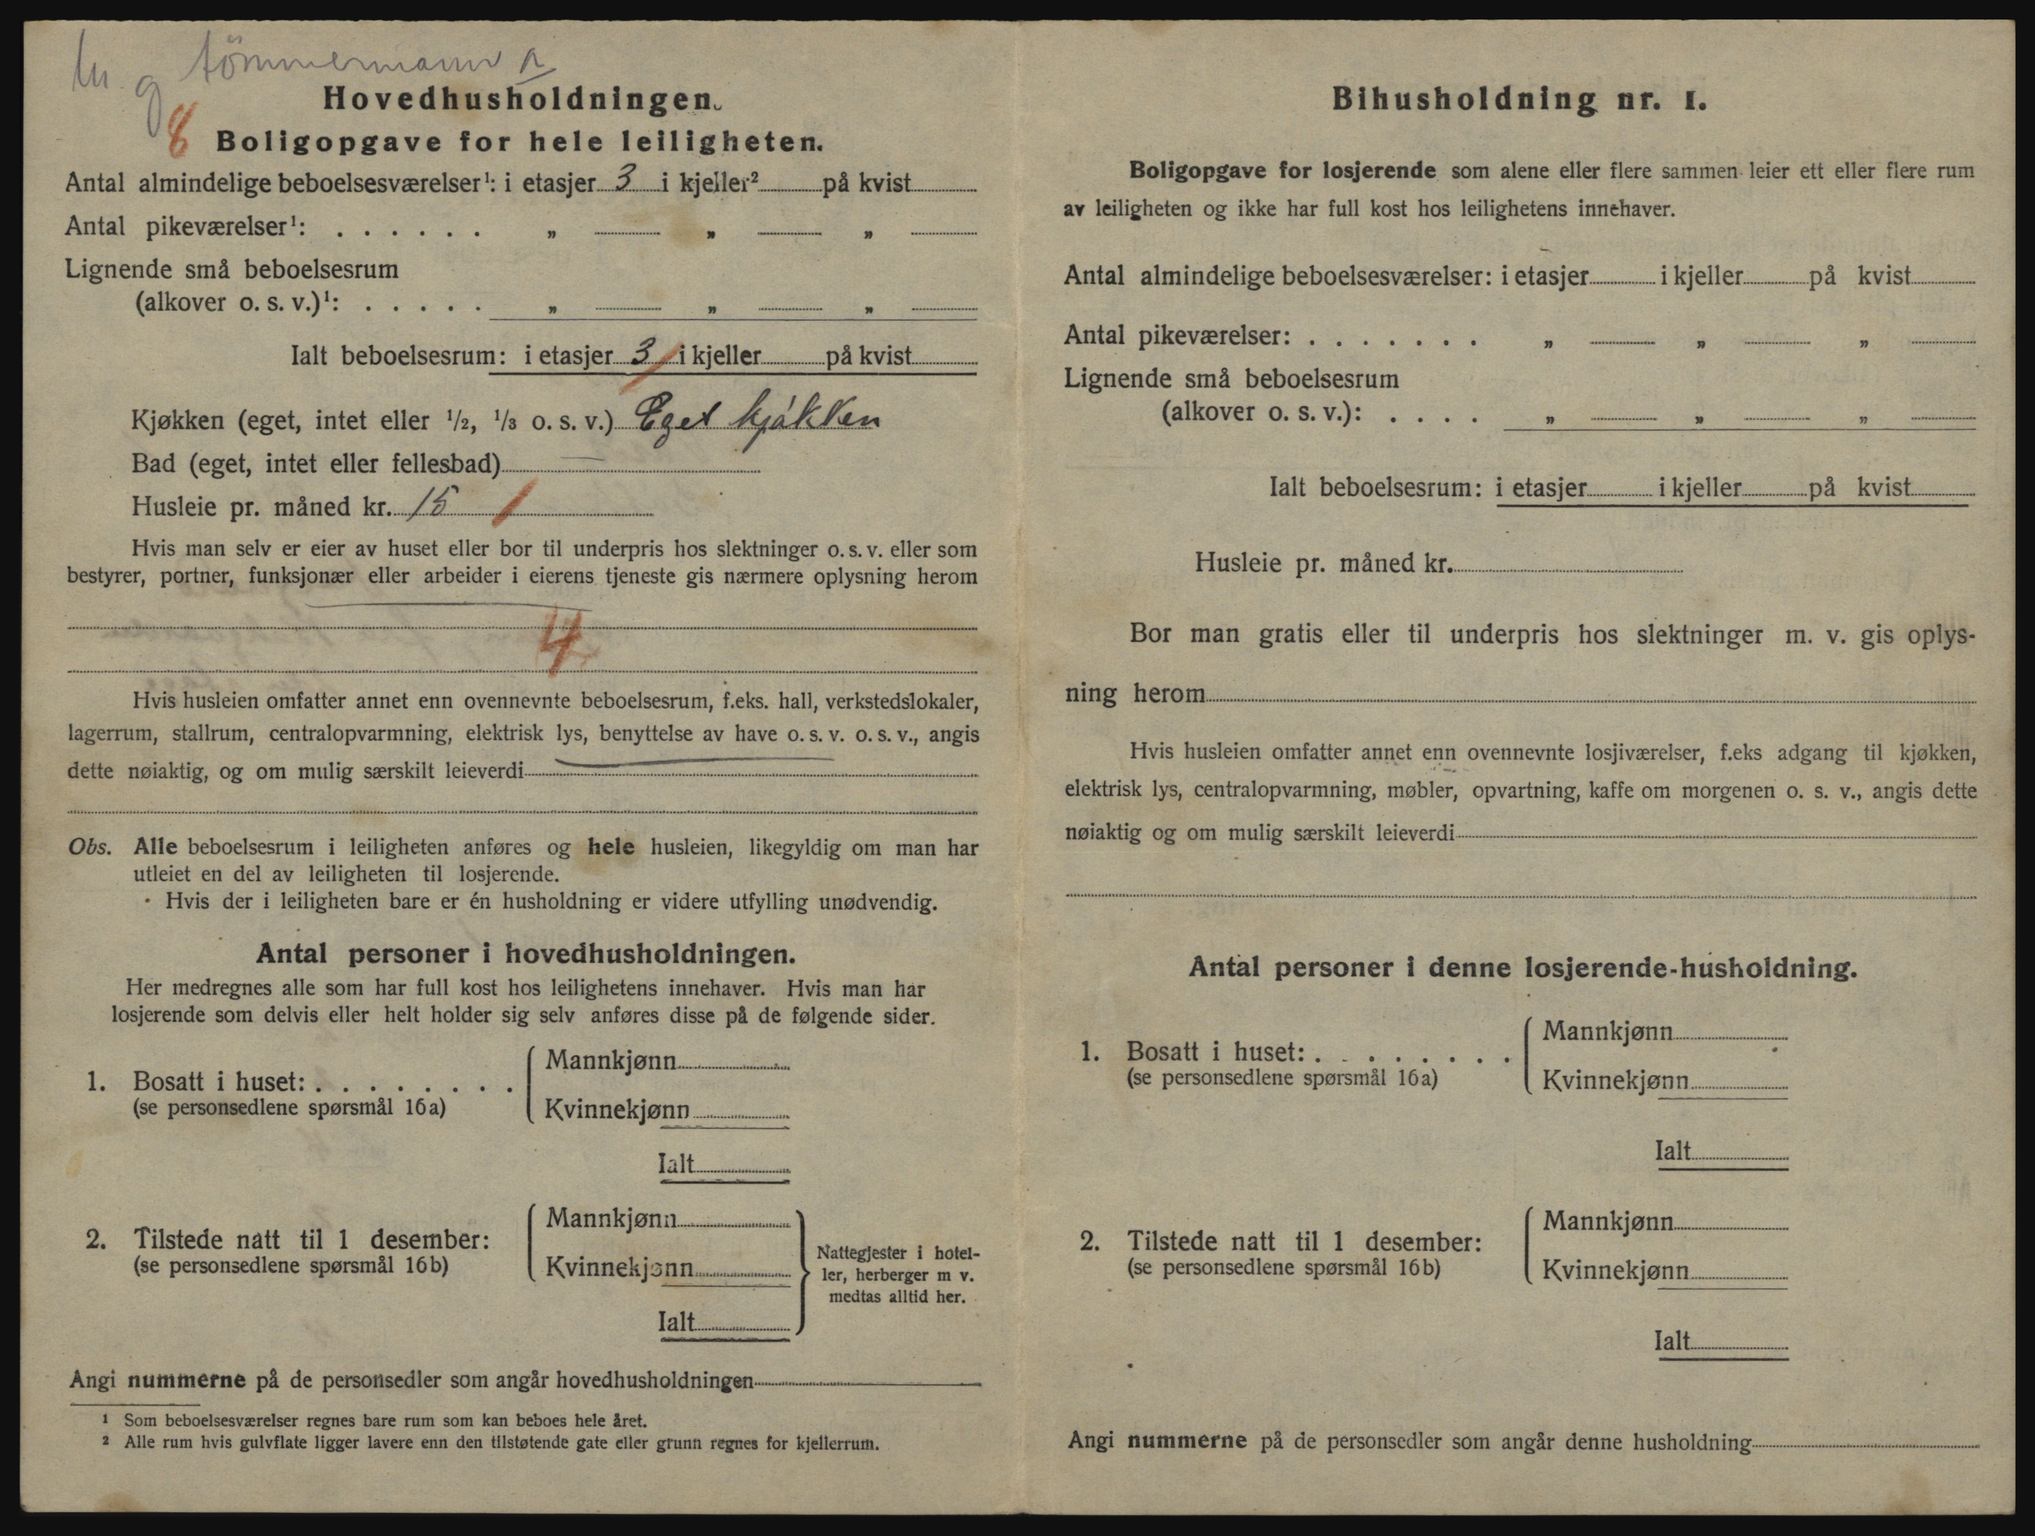 m. g tömmermann
Hovedhusholdningen.
8
Boligopgave for hele leiligheten.
Antal almindelige beboelsesværelser¹: i etasjer 3 i kjeller² på kvist
Antal pikeværelser¹: . . . . . . „ „ „
Lignende små beboelsesrum
(alkover o. s. v.)¹: . . . . . „ „ „
Ialt beboelsesrum: i etasjer 3 i kjeller på kvist
Kjøkken (eget, intet eller ½, ⅓ o. s. v.) Eget kjøkken
Bad (eget, intet eller fellesbad) —
Husleie pr. måned kr. 15
Hvis man selv er eier av huset eller bor til underpris hos slektninger o. s. v. eller som
bestyrer, portner, funksjonær eller arbeider i eierens tjeneste gis nærmere oplysning herom
4
Hvis husleien omfatter annet enn ovennevnte beboelsesrum, f.eks. hall, verkstedslokaler,
lagerrum, stallrum, centralopvarmning, elektrisk lys, benyttelse av have o. s. v. o. s. v., angis
dette nøiaktig, og om mulig særskilt leieverdi
Obs. Alle beboelsesrum i leiligheten anføres og hele husleien, likegyldig om man har
utleiet en del av leiligheten til losjerende.
Hvis der i leiligheten bare er én husholdning er videre utfylling unødvendig.
Antal personer i hovedhusholdningen.
Her medregnes alle som har full kost hos leilighetens innehaver. Hvis man har
losjerende som delvis eller helt holder sig selv anføres disse på de følgende sider.
1. Bosatt i huset: . . . . . . . .
(se personsedlene spørsmål 16a)
Mannkjønn
Kvinnekjønn
Ialt
2. Tilstede natt til 1 desember:
(se personsedlene spørsmål 16b)
Mannkjønn
Kvinnekjønn
Ialt
Nattegjester i hotel-
ler, herberger m v.
medtas alltid her.
Angi nummerne på de personsedler som angår hovedhusholdningen
¹ Som beboelsesværelser regnes bare rum som kan beboes hele året.
² Alle rum hvis gulvflate ligger lavere enn den tilstøtende gate eller grunn regnes for kjellerrum.
Bihusholdning nr. 1.
Boligopgave for losjerende som alene eller flere sammen leier ett eller flere rum
av leiligheten og ikke har full kost hos leilighetens innehaver.
Antal almindelige beboelsesværelser: i etasjer i kjeller på kvist
Antal pikeværelser: . . . . . . . „ „ „
Lignende små beboelsesrum
(alkover o. s. v.): . . . . „ „ „
Ialt beboelsesrum: i etasjer i kjeller på kvist
Husleie pr. måned kr.
Bor man gratis eller til underpris hos slektninger m. v. gis oplys-
ning herom
Hvis husleien omfatter annet enn ovennevnte losjiværelser, f.eks adgang til kjøkken,
elektrisk lys, centralopvarmning, møbler, opvartning, kaffe om morgenen o. s. v., angis dette
nøiaktig og om mulig særskilt leieverdi
Antal personer i denne losjerende-husholdning.
1. Bosatt i huset: . . . . . . . .
(se personsedlene spørsmål 16a)
Mannkjønn
Kvinnekjønn
Ialt
2. Tilstede natt til 1 desember:
(se personsedlene spørsmål 16b)
Mannkjønn
Kvinnekjønn
Ialt
Angi nummerne på de personsedler som angår denne husholdning